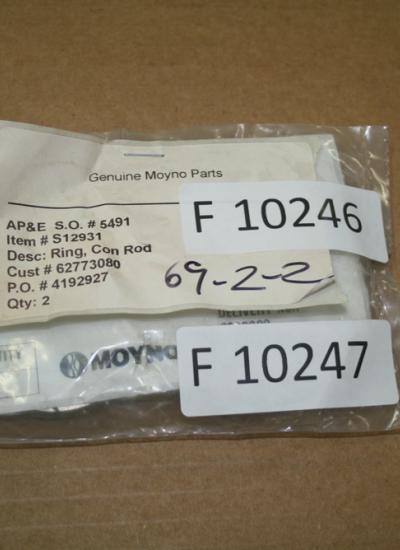 Genuine Moyno Parts
AP&E S.O. # 5491
Item # S12931
Desc: Ring, Con Rod
Cust # 62773080
P.O. # 4192927
Qty: 2
F 10246
69-2-2
DELIVERY
MOYNO
F 10247